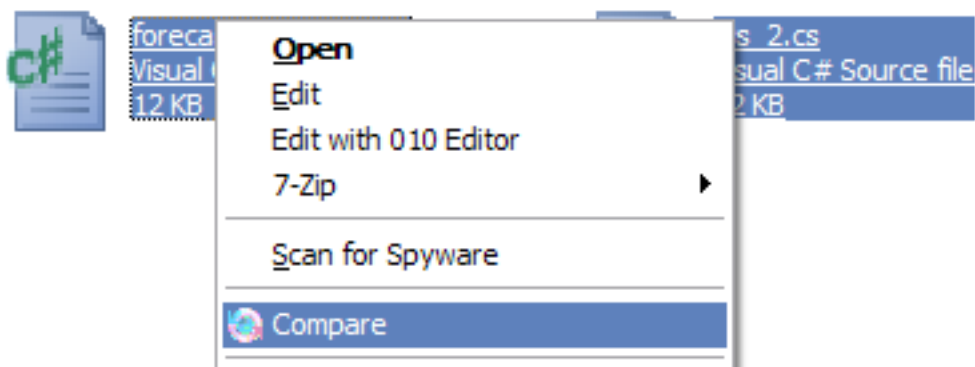 Open
Edit
Edit with 010 Editor
7-Zip
Scan for Spyware
Compare
foreca
Visual
12 KB
s_2.cs
sual C# Source file
KB
C#